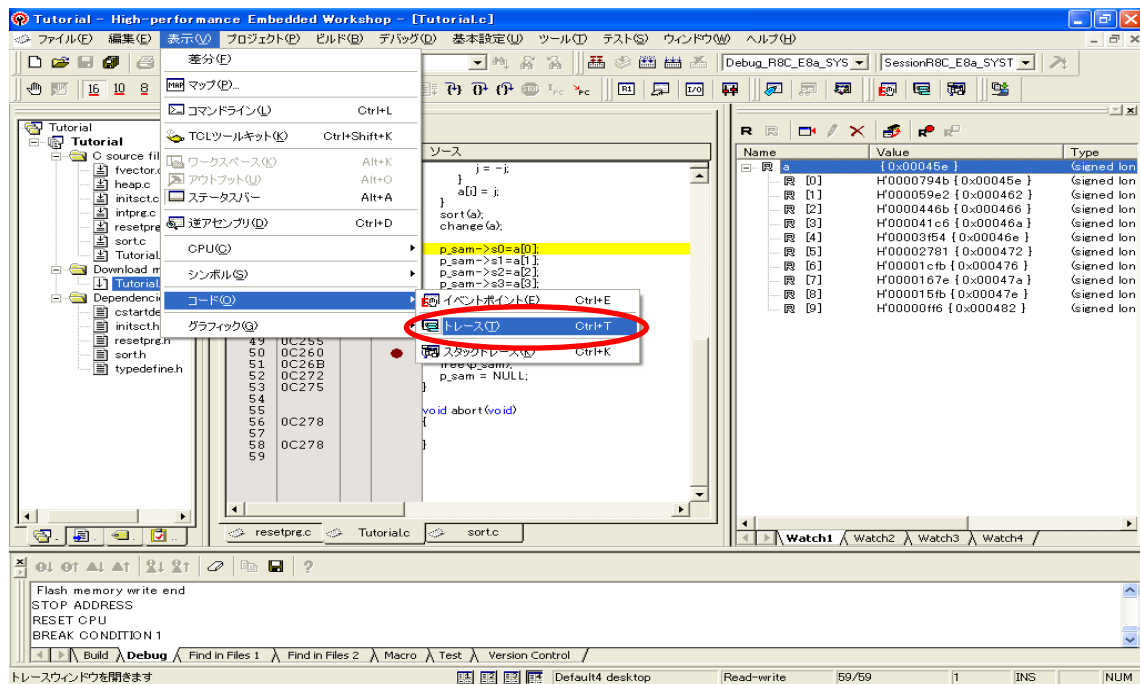 Tutorial - High-performance Embedded Workshop - [Tutorial.c]
ファイル(F) 編集(E) 表示(V) プロジェクト(P) ビルド(B) デバッグ(D) 基本設定(U) ツール(T) テスト(S) ウィンドウ(W) ヘルプ(H)
差分(F)
Debug_R8C_E8a_SYS
SessionR8C_E8a_SYST
16 10 8
マップ(P)...
コマンドライン(L) Ctrl+L
TCLツールキット(K) Ctrl+Shift+K
ワークスペース(K) Alt+K
アウトプット(U) Alt+O
ステータスバー Alt+A
逆アセンブリ(D) Ctrl+D
CPU(C)
シンボル(S)
コード(O)
グラフィック(G)
イベントポイント(E) Ctrl+E
トレース(T) Ctrl+T
スタックトレース(K) Ctrl+K
Tutorial
Tutorial
C source fil
fvector.c
heap.c
initsct.c
intprg.c
resetpre
sort.c
Tutorial.
Download m
Tutorial.
Dependenci
cstartde
initsct.h
resetprg.h
sort.h
typedefine.h
ソース
j = -j;
}
a[i] = j;
}
sort(a);
change(a);
p_sam->s0=a[0];
p_sam->s1=a[1];
p_sam->s2=a[2];
p_sam->s3=a[3];
49 0C255
50 0C260
51 0C26B free(p_sam);
52 0C272 p_sam = NULL;
53 0C275 }
54
55 void abort(void)
56 0C278 {
57
58 0C278 }
59
resetprg.c Tutorial.c sort.c
Name Value Type
a { 0x00045e } (signed lon
[0] H'0000794b { 0x00045e } (signed lon
[1] H'000059e2 { 0x000462 } (signed lon
[2] H'0000446b { 0x000466 } (signed lon
[3] H'000041c6 { 0x00046a } (signed lon
[4] H'00003f54 { 0x00046e } (signed lon
[5] H'00002781 { 0x000472 } (signed lon
[6] H'00001cfb { 0x000476 } (signed lon
[7] H'0000167e { 0x00047a } (signed lon
[8] H'000015fb { 0x00047e } (signed lon
[9] H'00000ff6 { 0x000482 } (signed lon
Watch1 Watch2 Watch3 Watch4
Flash memory write end
STOP ADDRESS
RESET CPU
BREAK CONDITION 1
Build Debug Find in Files 1 Find in Files 2 Macro Test Version Control
トレースウィンドウを開きます Default4 desktop Read-write 59/59 1 INS NUM